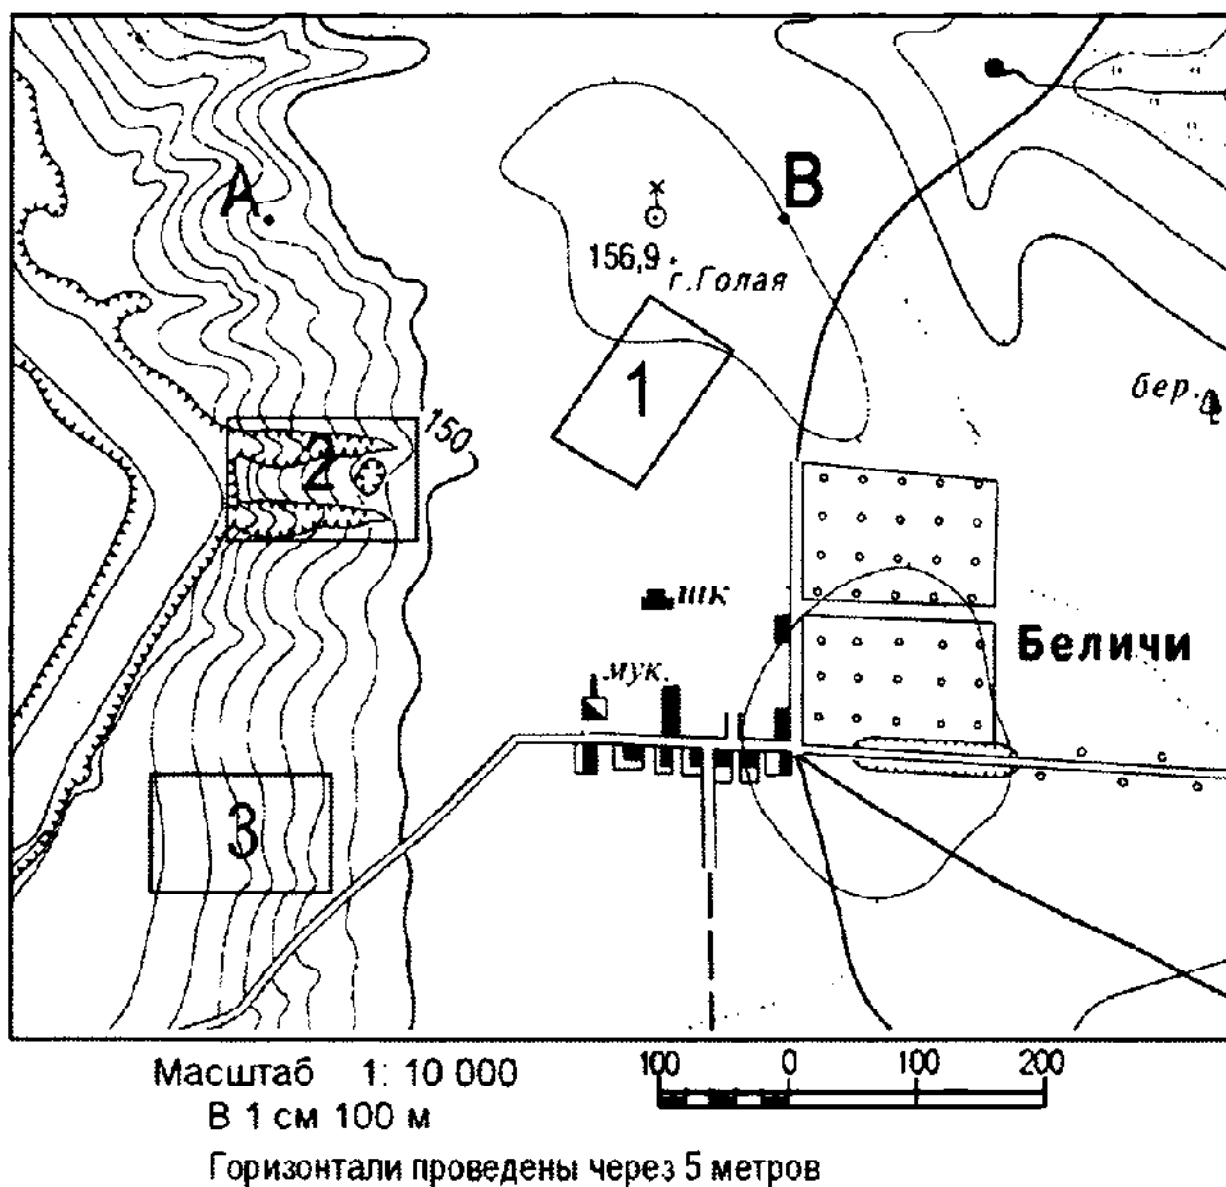 А.
В
156,9
г.Голая
1
бер.
150
2
шк
Беличи
мук.
3
Масштаб 1: 10 000
100 0 100 200
В 1 см 100 м
Горизонтали проведены через 5 метров